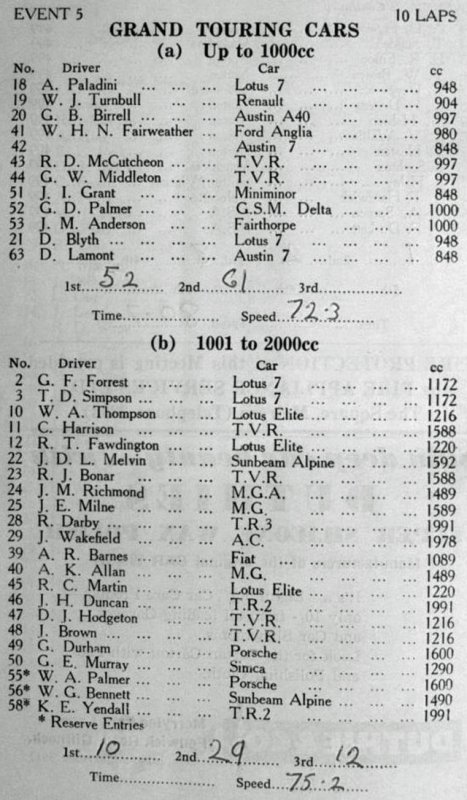 EVENT 5 10 LAPS
GRAND TOURING CARS
(a) Up to 1000cc
No. Driver Car cc
18 A. Paladini ... ... ... Lotus 7 ... ... ... ... 948
19 W. J. Turnbull ... ... Renault ... ... ... ... 904
20 G. B. Birrell ... ... ... Austin A40 ... ... ... 997
41 W. H. N. Fairweather ... Ford Anglia ... ... ... 980
42 ... ... Austin 7 ... ... ... ... 848
43 R. D. McCutcheon ... ... T.V.R. ... ... ... ... 997
44 G. W. Middleton ... ... T.V.R. ... ... ... ... 997
51 J. I. Grant ... ... ... Miniminor ... ... ... 848
52 G. D. Palmer ... ... ... G.S.M. Delta ... ... ... 1000
53 J. M. Anderson ... ... Fairthorpe ... ... ... 1000
21 D. Blyth ... ... ... ... Lotus 7 ... ... ... ... 948
63 D. Lamont ... ... ... Austin 7 ... ... ... ... 848
1st 52 2nd 61 3rd
Time Speed 72·3
(b) 1001 to 2000cc
No. Driver Car cc
2 G. F. Forrest ... ... ... Lotus 7 ... ... ... ... 1172
3 T. D. Simpson ... ... ... Lotus 7 ... ... ... ... 1172
10 W. A. Thompson ... ... Lotus Elite ... ... ... 1216
11 C. Harrison ... ... ... T.V.R. ... ... ... ... 1588
12 R. T. Fawdington ... ... Lotus Elite ... ... ... 1220
22 J. D. L. Melvin ... ... Sunbeam Alpine ... ... 1592
23 R. J. Bonar ... ... ... T.V.R. ... ... ... ... 1588
24 J. M. Richmond ... ... M.G.A. ... ... ... ... 1489
25 J. E. Milne ... ... ... M.G. ... ... ... ... 1589
28 R. Darby ... ... ... ... T.R.3 ... ... ... ... 1991
29 J. Wakefield ... ... ... A.C. ... ... ... ... 1978
39 A. R. Barnes ... ... ... Fiat ... ... ... ... 1089
40 A. K. Allan ... ... ... M.G. ... ... ... ... 1489
45 R. C. Martin ... ... ... Lotus Elite ... ... ... 1220
46 J. H. Duncan ... ... ... T.R.2 ... ... ... ... 1991
47 D. J. Hodgeton ... ... T.V.R. ... ... ... ... 1216
48 J. Brown ... ... ... ... T.V.R. ... ... ... ... 1216
49 G. Durham ... ... ... Porsche ... ... ... ... 1600
50 G. E. Murray ... ... ... Simca ... ... ... ... 1290
55* W. A. Palmer ... ... ... Porsche ... ... ... ... 1600
56* W. G. Bennett ... ... ... Sunbeam Alpine ... ... 1490
58* K. E. Yendall ... ... ... T.R.2 ... ... ... ... 1991
* Reserve Entries
1st 10 2nd 29 3rd 12
Time Speed 75·2